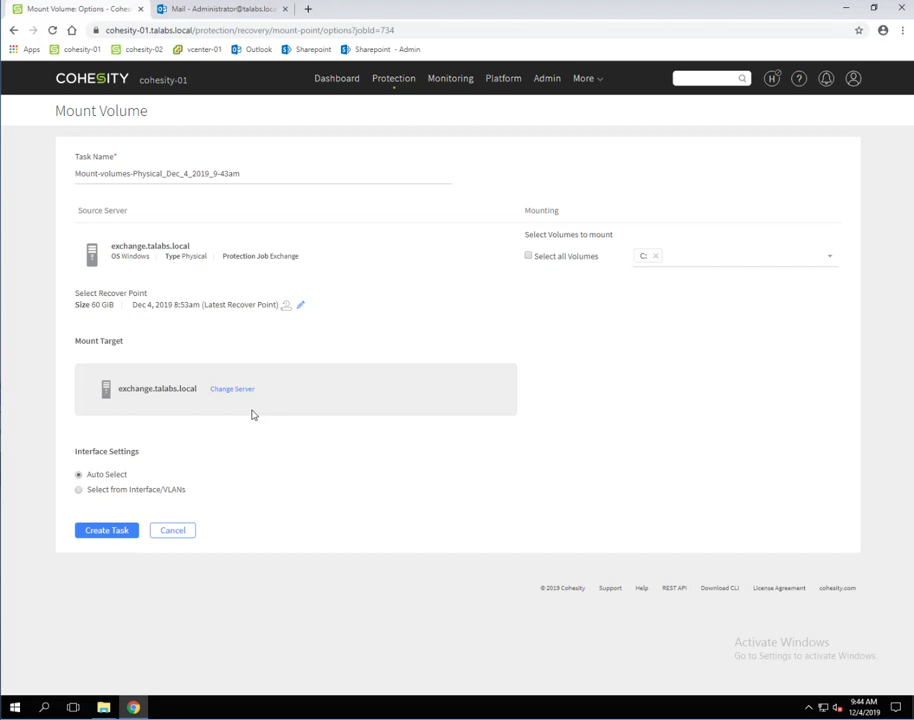 Mount Volume: Options - Cohes
Mail - Administrator@talabs.loca
cohesity-01.talabs.local/protection/recovery/mount-point/options?jobId=734
Apps cohesity-01 cohesity-02 vcenter-01 Outlook Sharepoint Sharepoint - Admin
COHESITY cohesity-01 Dashboard Protection Monitoring Platform Admin More
H ?
Mount Volume
Task Name*
Mount-volumes-Physical_Dec_4_2019_9-43am
Source Server
exchange.talabs.local
OS Windows Type Physical Protection Job Exchange
Select Recover Point
Size 60 GiB Dec 4, 2019 8:53am (Latest Recover Point)
Mount Target
exchange.talabs.local Change Server
Interface Settings
Auto Select
Select from Interface/VLANs
Create Task Cancel
Mounting
Select Volumes to mount
Select all Volumes C:
© 2019 Cohesity Support Help REST API Download CLI License Agreement cohesity.com
Activate Windows
Go to Settings to activate Windows.
9:44 AM
12/4/2019